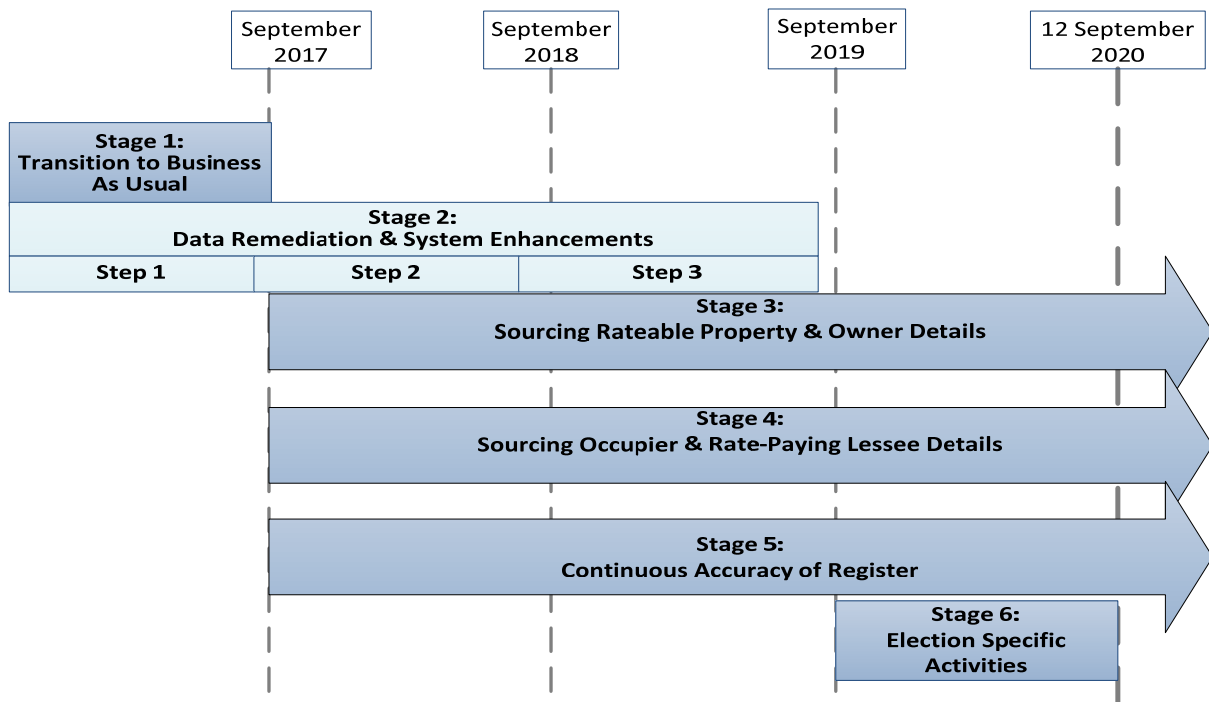 September
2017
September
2018
September
2019
12 September
2020
Stage 1:
Transition to Business
As Usual
Stage 2:
Data Remediation & System Enhancements
Step 1
Step 2
Step 3
Stage 3:
Sourcing Rateable Property & Owner Details
Stage 4:
Sourcing Occupier & Rate-Paying Lessee Details
Stage 5:
Continuous Accuracy of Register
Stage 6:
Election Specific
Activities